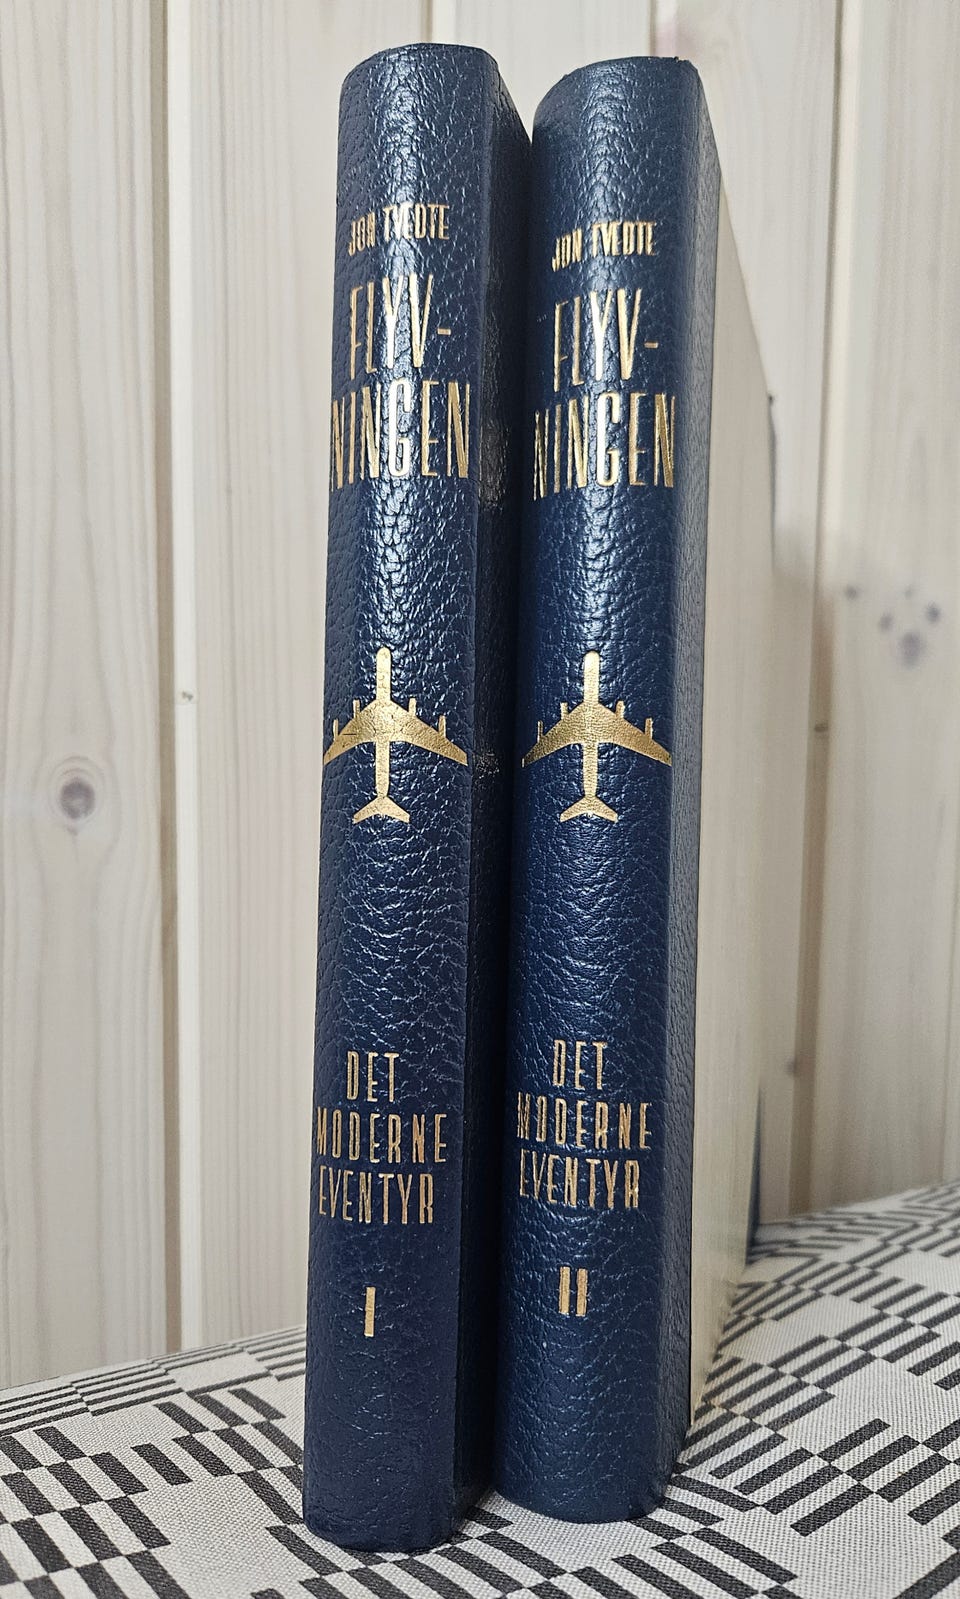 JON TVEDTE
FLYV-
NINGEN
DET
MODERNE
EVENTYR
I
JON TVEDTE
FLYV-
NINGEN
DET
MODERNE
EVENTYR
II